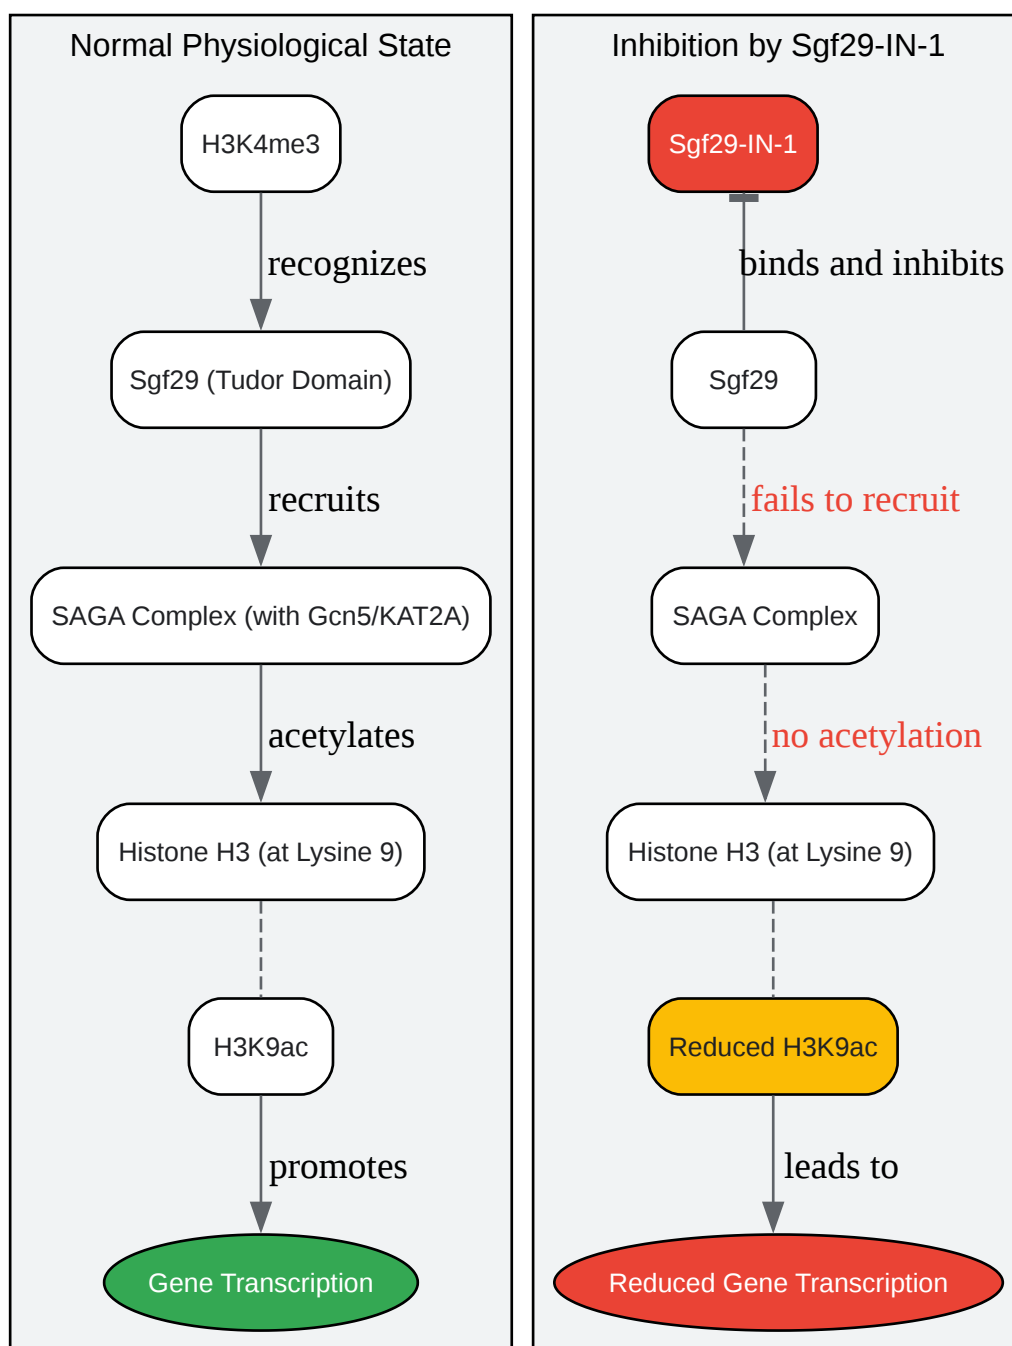 Normal Physiological State
H3K4me3
recognizes
Sgf29 (Tudor Domain)
recruits
SAGA Complex (with Gcn5/KAT2A)
acetylates
Histone H3 (at Lysine 9)
H3K9ac
promotes
Gene Transcription
Inhibition by Sgf29-IN-1
Sgf29-IN-1
binds and inhibits
Sgf29
fails to recruit
SAGA Complex
no acetylation
Histone H3 (at Lysine 9)
Reduced H3K9ac
leads to
Reduced Gene Transcription